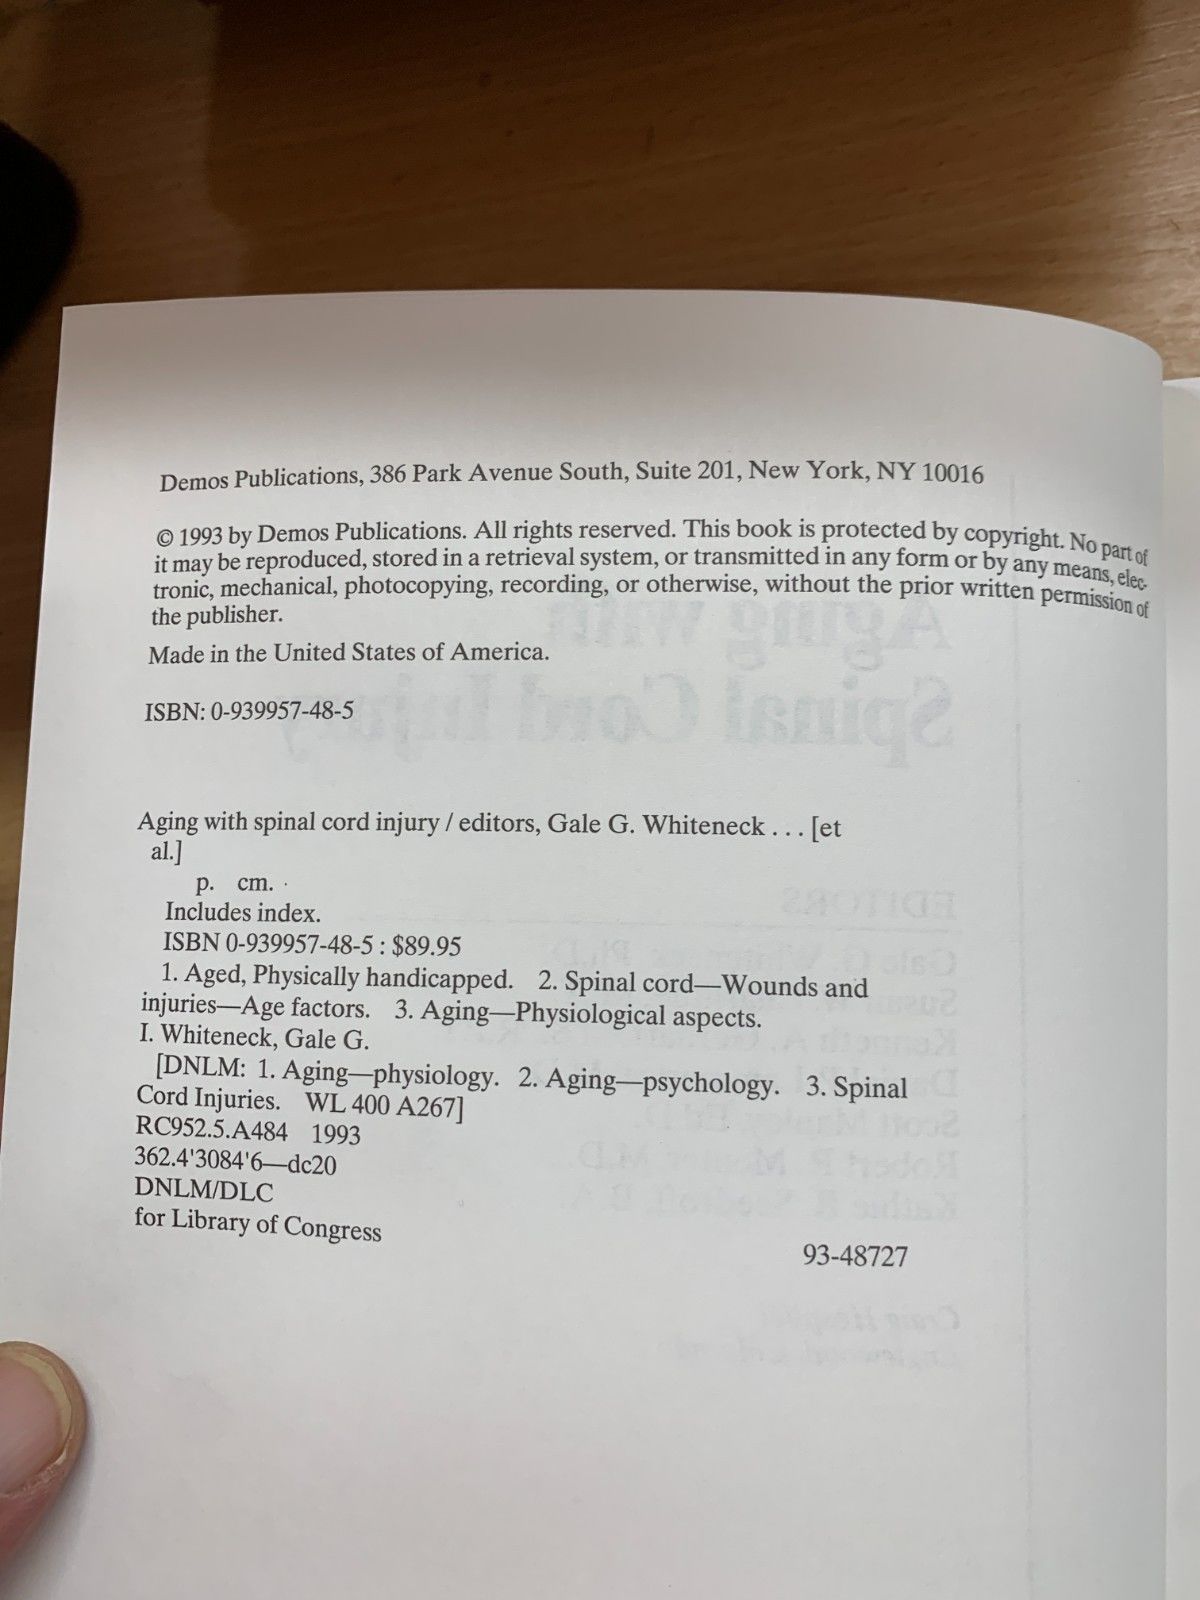 Demos Publications, 386 Park Avenue South, Suite 201, New York, NY 10016
© 1993 by Demos Publications. All rights reserved. This book is protected by copyright. No part of
it may be reproduced, stored in a retrieval system, or transmitted in any form or by any means, elec-
tronic, mechanical, photocopying, recording, or otherwise, without the prior written permission of
the publisher.
Made in the United States of America.
ISBN: 0-939957-48-5
Aging with spinal cord injury / editors, Gale G. Whiteneck . . . [et
al.]
p. cm.
Includes index.
ISBN 0-939957-48-5 : $89.95
1. Aged, Physically handicapped. 2. Spinal cord—Wounds and
injuries—Age factors. 3. Aging—Physiological aspects.
I. Whiteneck, Gale G.
[DNLM: 1. Aging—physiology. 2. Aging—psychology. 3. Spinal
Cord Injuries. WL 400 A267]
RC952.5.A484 1993
362.4'3084'6—dc20
DNLM/DLC
for Library of Congress
93-48727